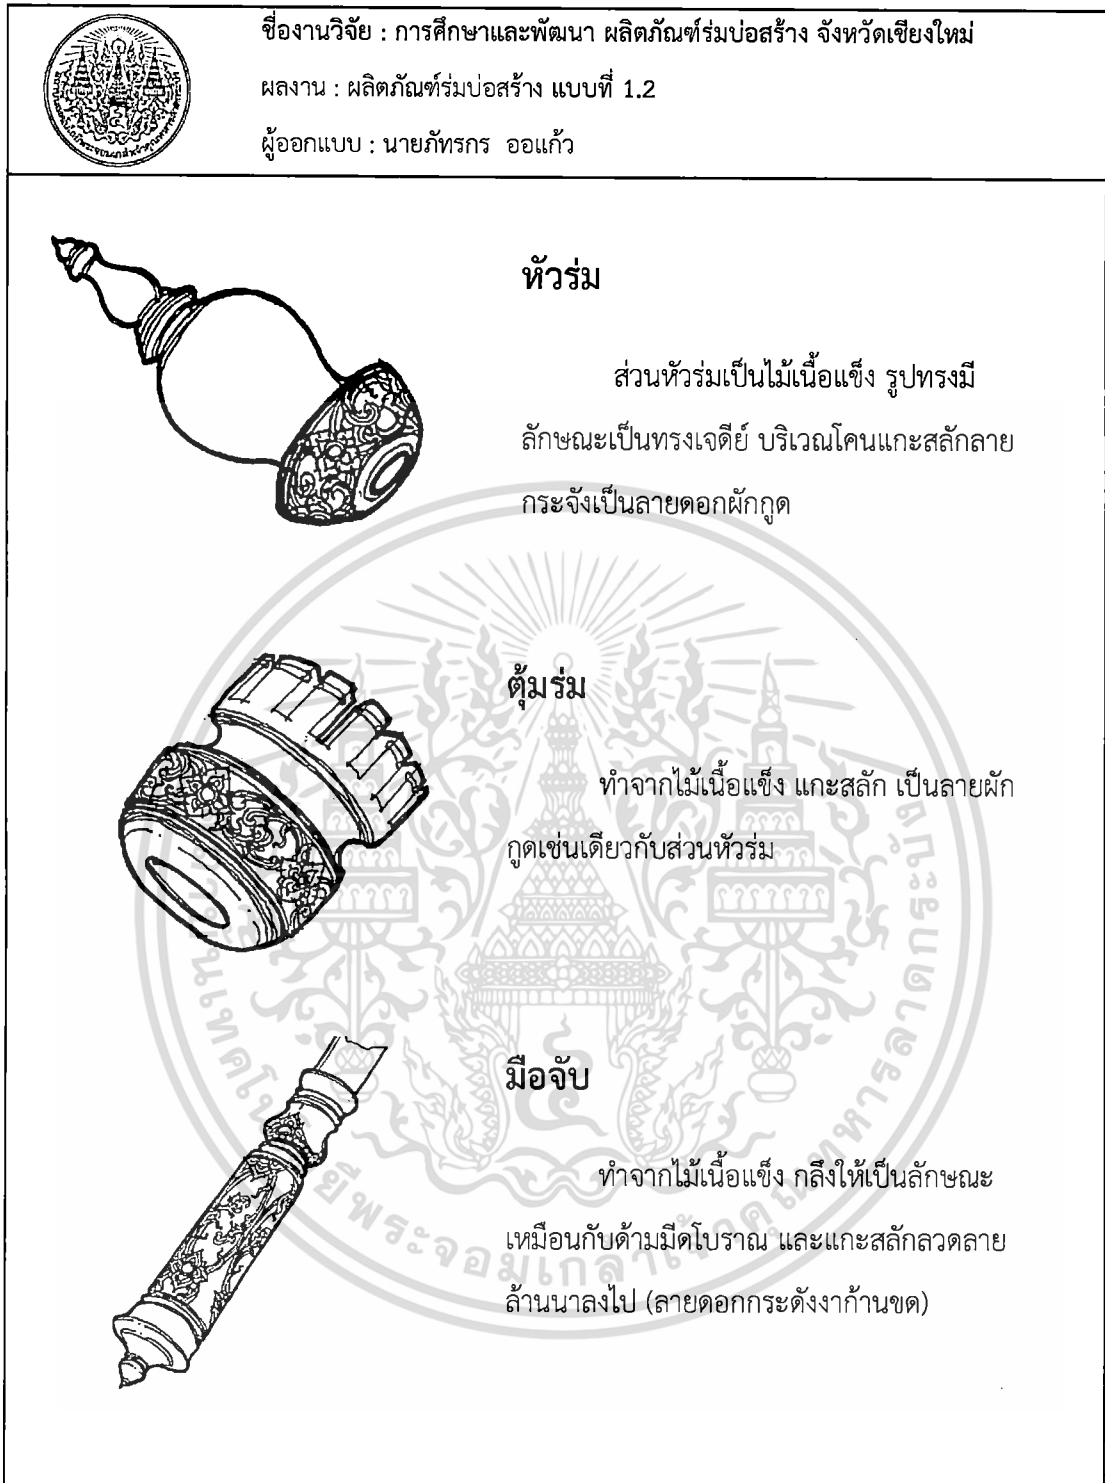 ชื่องานวิจัย : การศึกษาและพัฒนา ผลิตภัณฑ์ร่มบ่อสร้าง จังหวัดเชียงใหม่
ผลงาน : ผลิตภัณฑ์ร่มบ่อสร้าง แบบที่ 1.2
ผู้ออกแบบ : นายภัทรกร ออแก้ว
หัวร่ม
ส่วนหัวร่มเป็นไม้เนื้อแข็ง รูปทรงมี
ลักษณะเป็นทรงเจดีย์ บริเวณโคนแกะสลักลาย
กระจังเป็นลายดอกผักกูด
ตุ้มร่ม
ทำจากไม้เนื้อแข็ง แกะสลัก เป็นลายผัก
กูดเช่นเดียวกับส่วนหัวร่ม
มือจับ
ทำจากไม้เนื้อแข็ง กลึงให้เป็นลักษณะ
เหมือนกับด้ามมีดโบราณ และแกะสลักลวดลาย
ล้านนาลงไป (ลายดอกกระดังงาก้านขด)